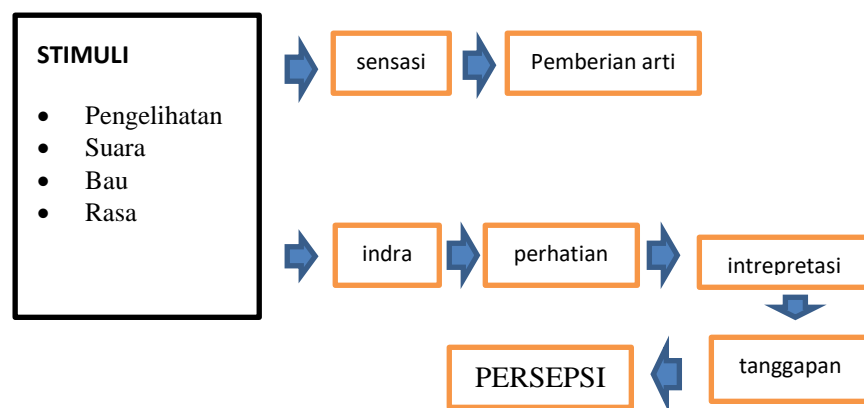 STIMULI
• Pengelihatan
• Suara
• Bau
• Rasa
sensasi
Pemberian arti
indra
perhatian
intrepretasi
tanggapan
PERSEPSI